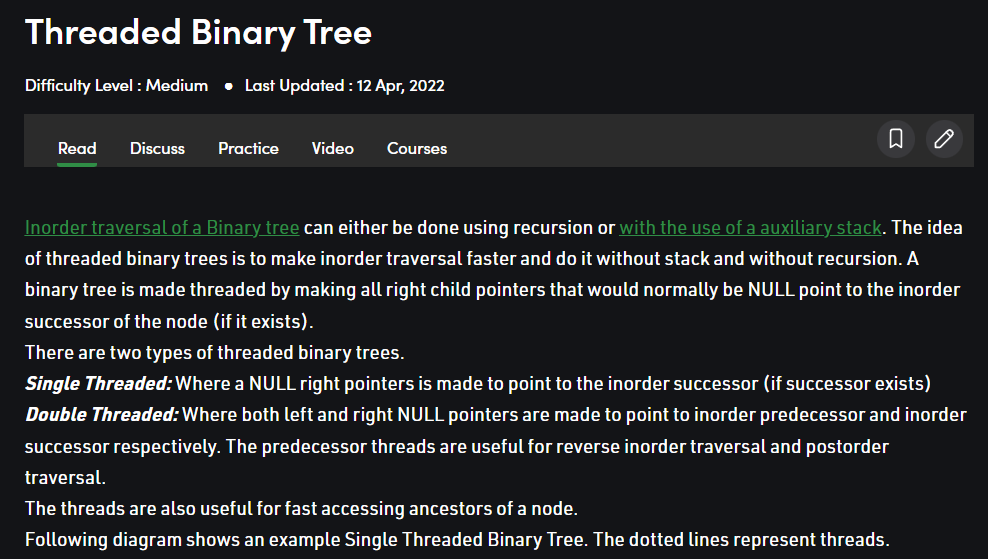 Threaded Binary Tree
Difficulty Level : Medium ● Last Updated : 12 Apr, 2022
Read Discuss Practice Video Courses
Inorder traversal of a Binary tree can either be done using recursion or with the use of a auxiliary stack. The idea
of threaded binary trees is to make inorder traversal faster and do it without stack and without recursion. A
binary tree is made threaded by making all right child pointers that would normally be NULL point to the inorder
successor of the node (if it exists).
There are two types of threaded binary trees.
Single Threaded: Where a NULL right pointers is made to point to the inorder successor (if successor exists)
Double Threaded: Where both left and right NULL pointers are made to point to inorder predecessor and inorder
successor respectively. The predecessor threads are useful for reverse inorder traversal and postorder
traversal.
The threads are also useful for fast accessing ancestors of a node.
Following diagram shows an example Single Threaded Binary Tree. The dotted lines represent threads.